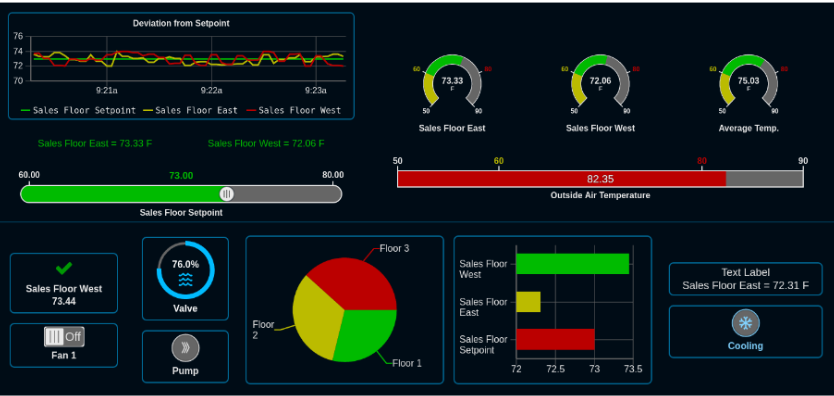 Deviation from Setpoint
76
74
72
70
9:21a 9:22a 9:23a
Sales Floor Setpoint Sales Floor East Sales Floor West
60 80
73.33
F
50 90
Sales Floor East
60 80
72.06
F
50 90
Sales Floor West
60 80
75.03
F
50 90
Average Temp.
Sales Floor East = 73.33 F Sales Floor West = 72.06 F
60.00 73.00 80.00
Sales Floor Setpoint
50 60 80 90
82.35
Outside Air Temperature
Sales Floor West
73.44
Off
Fan 1
76.0%
Valve
Pump
Floor 3
Floor
2
Floor 1
Sales Floor
West
Sales Floor
East
Sales Floor
Setpoint
72 72.5 73 73.5
Text Label
Sales Floor East = 72.31 F
Cooling